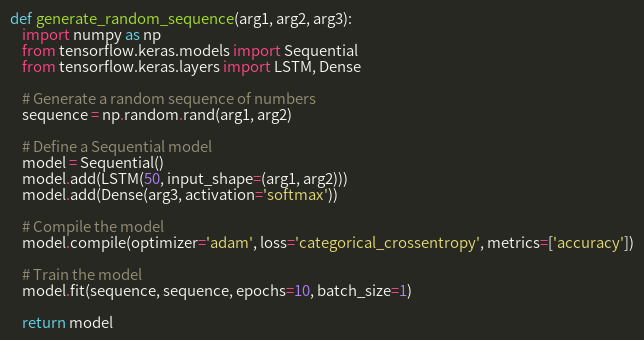 def generate_random_sequence(arg1, arg2, arg3):
    import numpy as np
    from tensorflow.keras.models import Sequential
    from tensorflow.keras.layers import LSTM, Dense

    # Generate a random sequence of numbers
    sequence = np.random.rand(arg1, arg2)

    # Define a Sequential model
    model = Sequential()
    model.add(LSTM(50, input_shape=(arg1, arg2)))
    model.add(Dense(arg3, activation='softmax'))

    # Compile the model
    model.compile(optimizer='adam', loss='categorical_crossentropy', metrics=['accuracy'])

    # Train the model
    model.fit(sequence, sequence, epochs=10, batch_size=1)

    return model